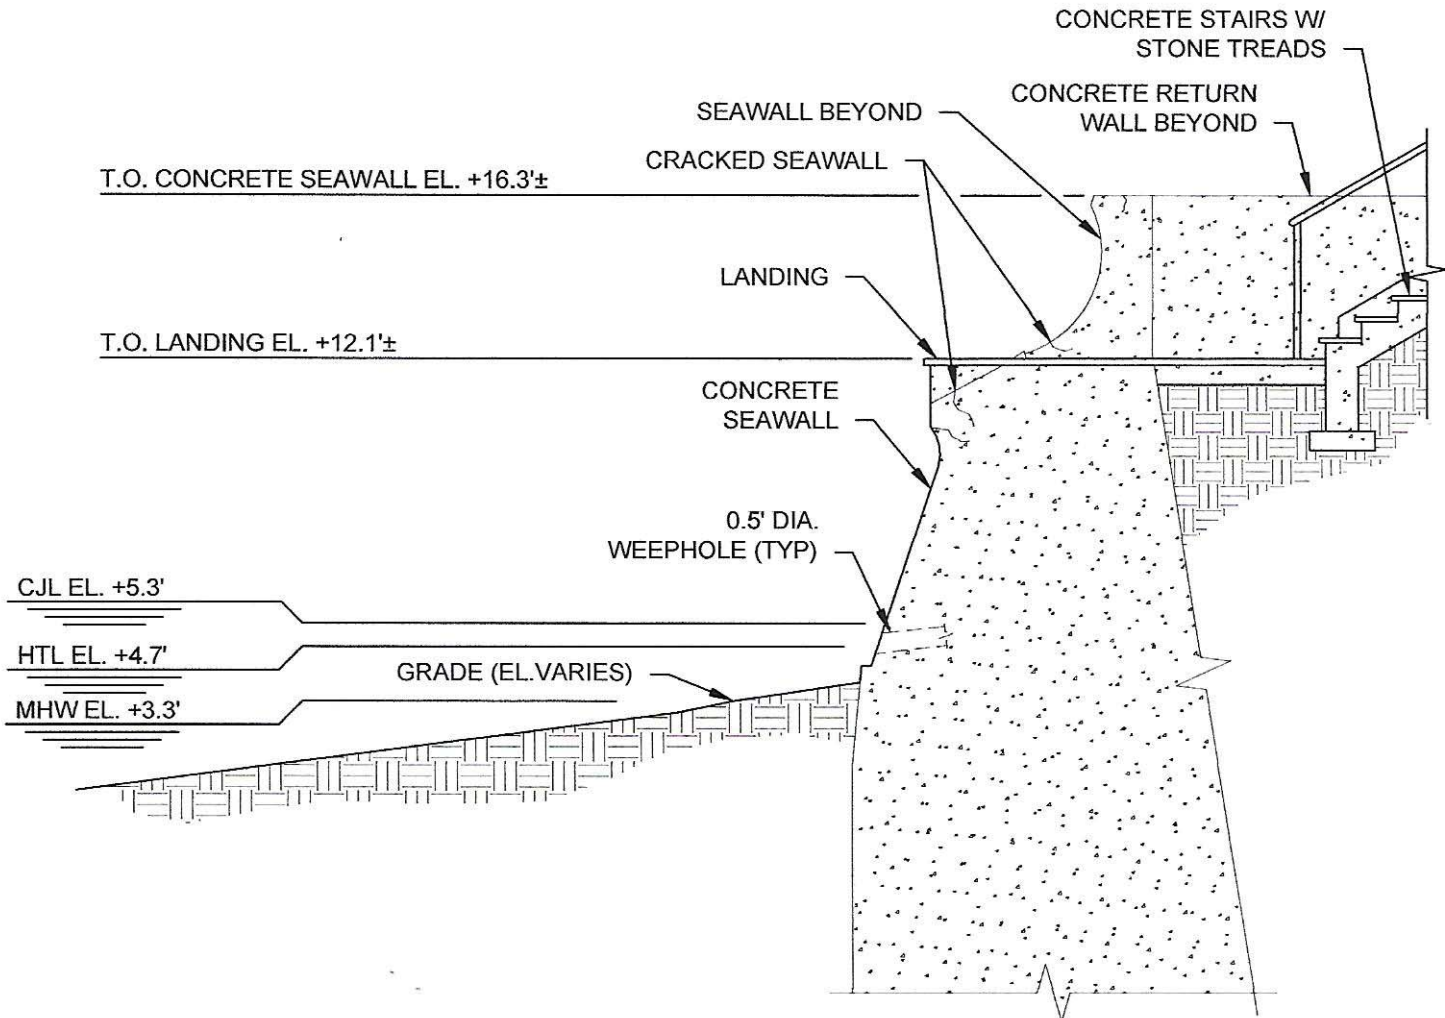 CONCRETE STAIRS W/
STONE TREADS
CONCRETE RETURN
WALL BEYOND
SEAWALL BEYOND
CRACKED SEAWALL
T.O. CONCRETE SEAWALL EL. +16.3'±
LANDING
T.O. LANDING EL. +12.1'±
CONCRETE
SEAWALL
0.5' DIA.
WEEPHOLE (TYP)
CJL EL. +5.3'
HTL EL. +4.7'
GRADE (EL.VARIES)
MHW EL. +3.3'